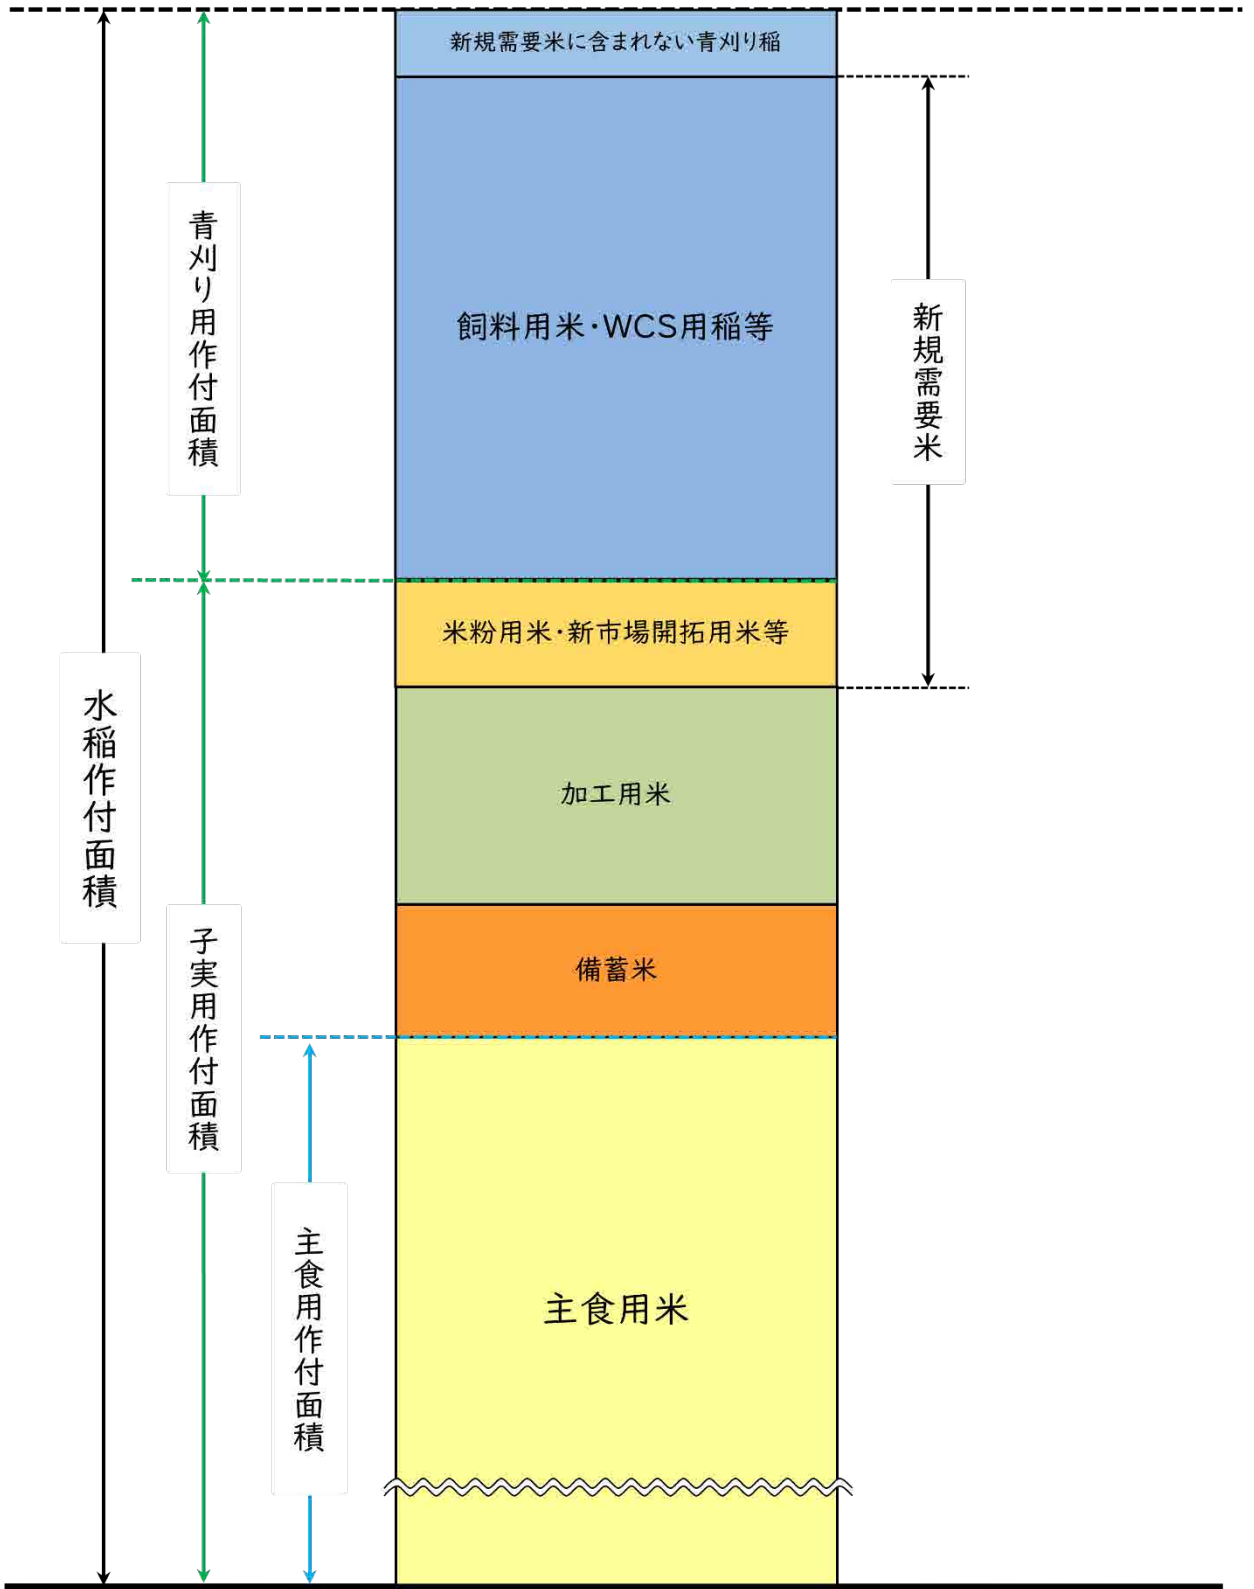 新規需要米に含まれない青刈り稲
青刈り用作付面積
飼料用米・WCS用稲等
新規需要米
米粉用米・新市場開拓用米等
水稲作付面積
加工用米
子実用作付面積
備蓄米
主食用作付面積
主食用米